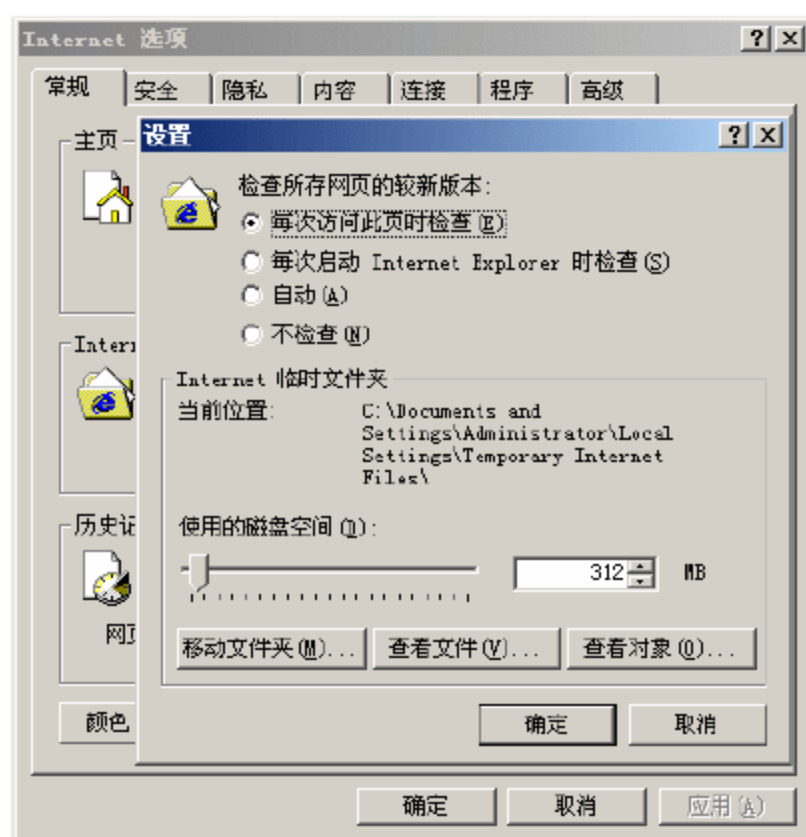 Internet 选项
常规 安全 隐私 内容 连接 程序 高级
主页
设置
检查所存网页的较新版本:
每次访问此页时检查(E)
每次启动 Internet Explorer 时检查(S)
自动(A)
不检查(N)
Internet 临时文件夹
当前位置: C:\Documents and
Settings\Administrator\Local
Settings\Temporary Internet
Files\
历史记
使用的磁盘空间(D):
312 MB
网页
移动文件夹(M)... 查看文件(V)... 查看对象(O)...
颜色
确定 取消
确定 取消 应用(A)